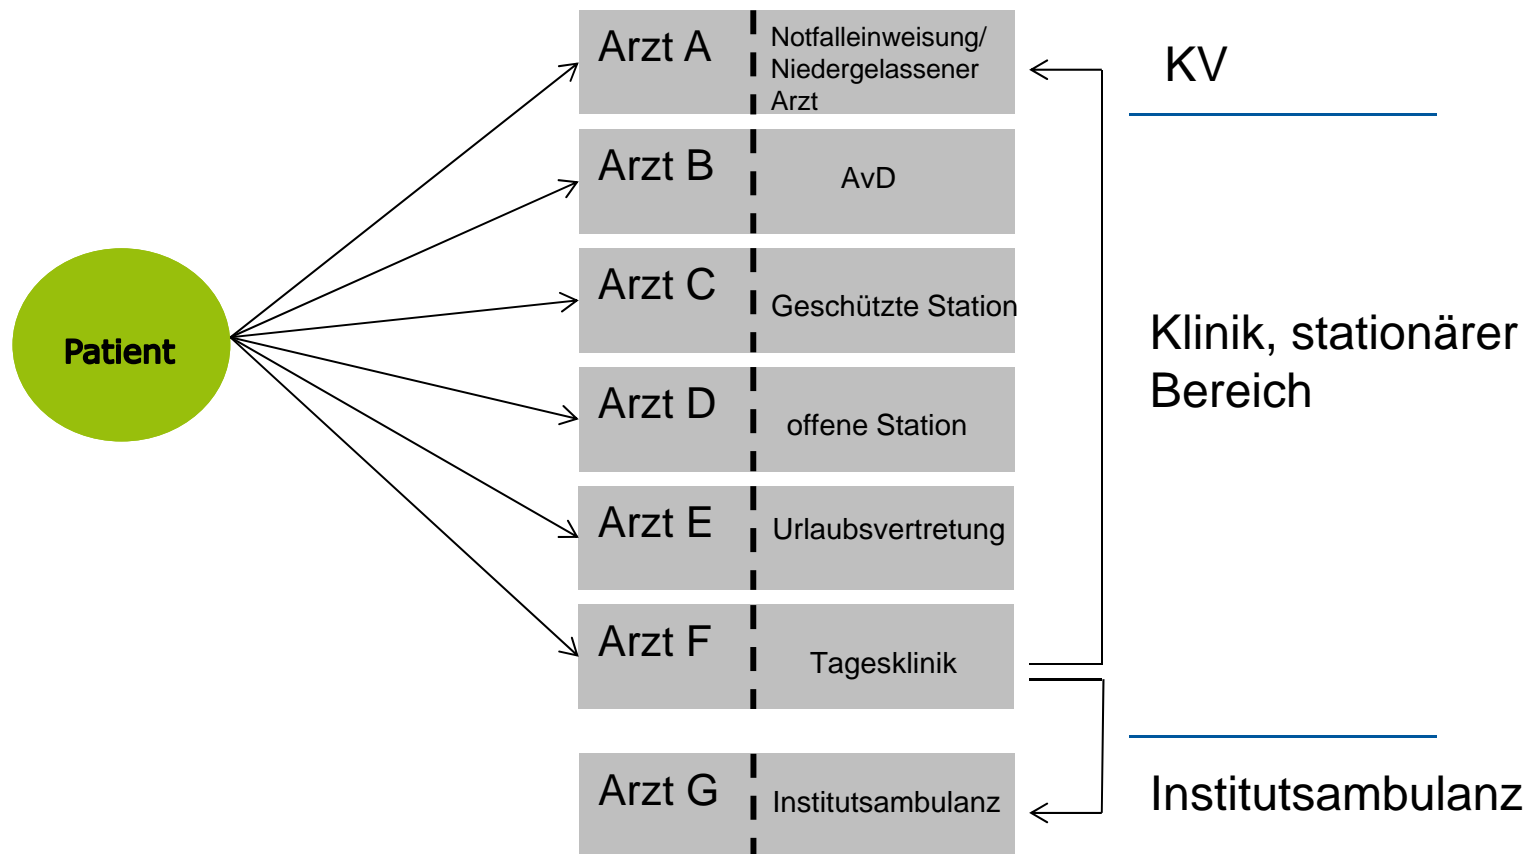 Patient
Arzt A
Notfalleinweisung/
Niedergelassener
Arzt
Arzt B
AvD
Arzt C
Geschützte Station
Arzt D
offene Station
Arzt E
Urlaubsvertretung
Arzt F
Tagesklinik
Arzt G
Institutsambulanz
KV
Klinik, stationärer
Bereich
Institutsambulanz